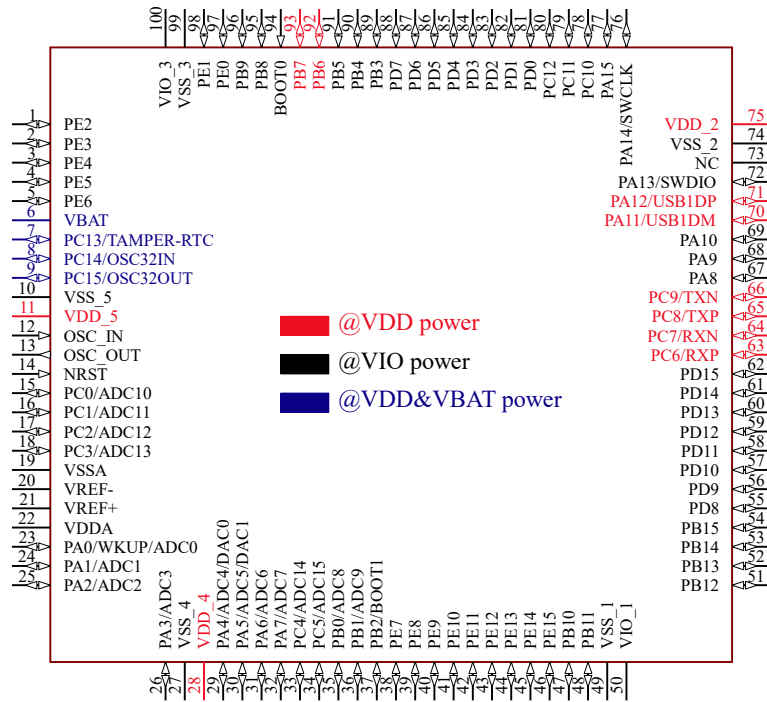 100 99 98 97 96 95 94 93 92 91 90 89 88 87 86 85 84 83 82 81 80 79 78 77 76
VIO_3
VSS_3
PE1
PE0
PB9
PB8
BOOT0
PB7
PB6
PB5
PB4
PB3
PD7
PD6
PD5
PD4
PD3
PD2
PD1
PD0
PC12
PC11
PC10
PA15
PA14/SWCLK
1 PE2
2 PE3
3 PE4
4 PE5
5 PE6
6 VBAT
7 PC13/TAMPER-RTC
8 PC14/OSC32IN
9 PC15/OSC32OUT
10 VSS_5
11 VDD_5
12 OSC_IN
13 OSC_OUT
14 NRST
15 PC0/ADC10
16 PC1/ADC11
17 PC2/ADC12
18 PC3/ADC13
19 VSSA
20 VREF-
21 VREF+
22 VDDA
23 PA0/WKUP/ADC0
24 PA1/ADC1
25 PA2/ADC2
@VDD power
@VIO power
@VDD&VBAT power
VDD_2 75
VSS_2 74
NC 73
PA13/SWDIO 72
PA12/USB1DP 71
PA11/USB1DM 70
PA10 69
PA9 68
PA8 67
PC9/TXN 66
PC8/TXP 65
PC7/RXN 64
PC6/RXP 63
PD15 62
PD14 61
PD13 60
PD12 59
PD11 58
PD10 57
PD9 56
PD8 55
PB15 54
PB14 53
PB13 52
PB12 51
PA3/ADC3
VSS_4
VDD_4
PA4/ADC4/DAC0
PA5/ADC5/DAC1
PA6/ADC6
PA7/ADC7
PC4/ADC14
PC5/ADC15
PB0/ADC8
PB1/ADC9
PB2/BOOT1
PE7
PE8
PE9
PE10
PE11
PE12
PE13
PE14
PE15
PB10
PB11
VSS_1
VIO_1
26 27 28 29 30 31 32 33 34 35 36 37 38 39 40 41 42 43 44 45 46 47 48 49 50